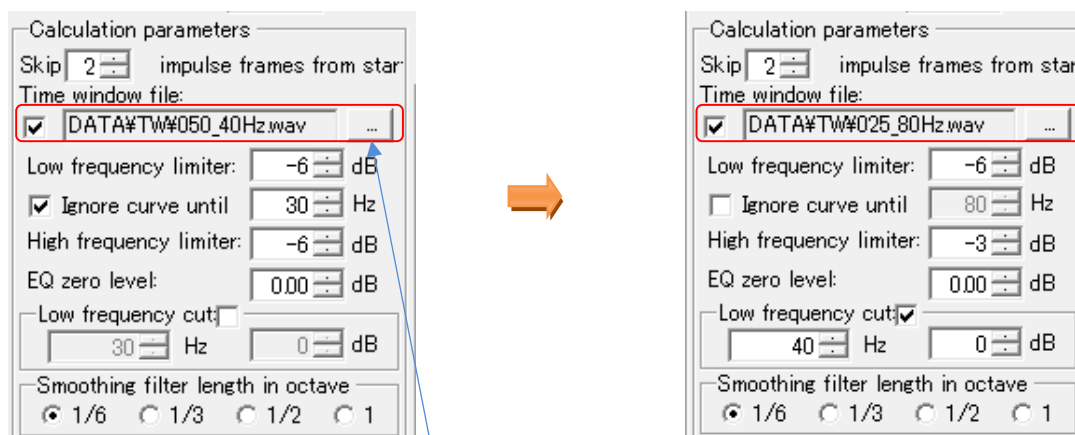 Calculation parameters
Skip 2 impulse frames from star
Time window file:
DATA¥TW¥050_40Hz.wav ...
Low frequency limiter: -6 dB
Ignore curve until 30 Hz
High frequency limiter: -6 dB
EQ zero level: 0.00 dB
Low frequency cut:
30 Hz 0 dB
Smoothing filter length in octave
1/6 1/3 1/2 1
Calculation parameters
Skip 2 impulse frames from star
Time window file:
DATA¥TW¥025_80Hz.wav ...
Low frequency limiter: -6 dB
Ignore curve until 80 Hz
High frequency limiter: -3 dB
EQ zero level: 0.00 dB
Low frequency cut:
40 Hz 0 dB
Smoothing filter length in octave
1/6 1/3 1/2 1